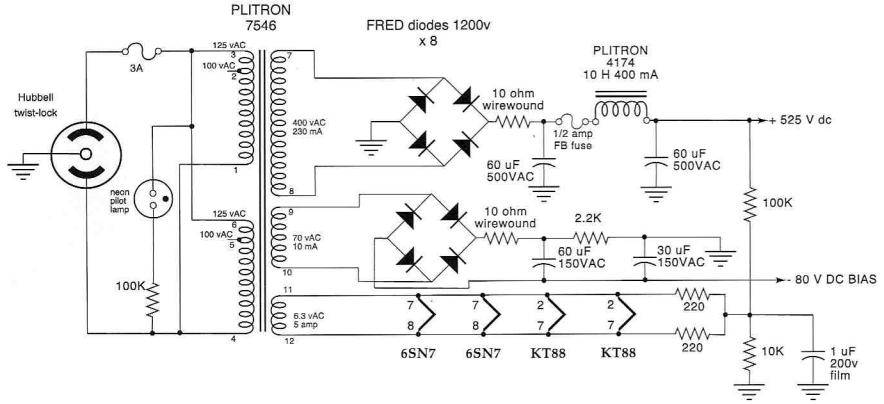 PLITRON
7546
FRED diodes 1200v
x 8
PLITRON
4174
10 H 400 mA
125 vAC
3
100 vAC
2
7
3A
Hubbell
twist-lock
10 ohm
wirewound
1/2 amp
FB fuse
+ 525 V dc
400 vAC
230 mA
60 uF
500VAC
60 uF
500VAC
1
8
neon
pilot
lamp
125 vAC
6
100 vAC
5
9
70 vAC
10 mA
10
10 ohm
wirewound
2.2K
100K
60 uF
150VAC
30 uF
150VAC
- 80 V DC BIAS
100K
11
6.3 vAC
5 amp
7
8
7
8
2
7
2
7
220
4
12
6SN7
6SN7
KT88
KT88
220
10K
1 uF
200v
film